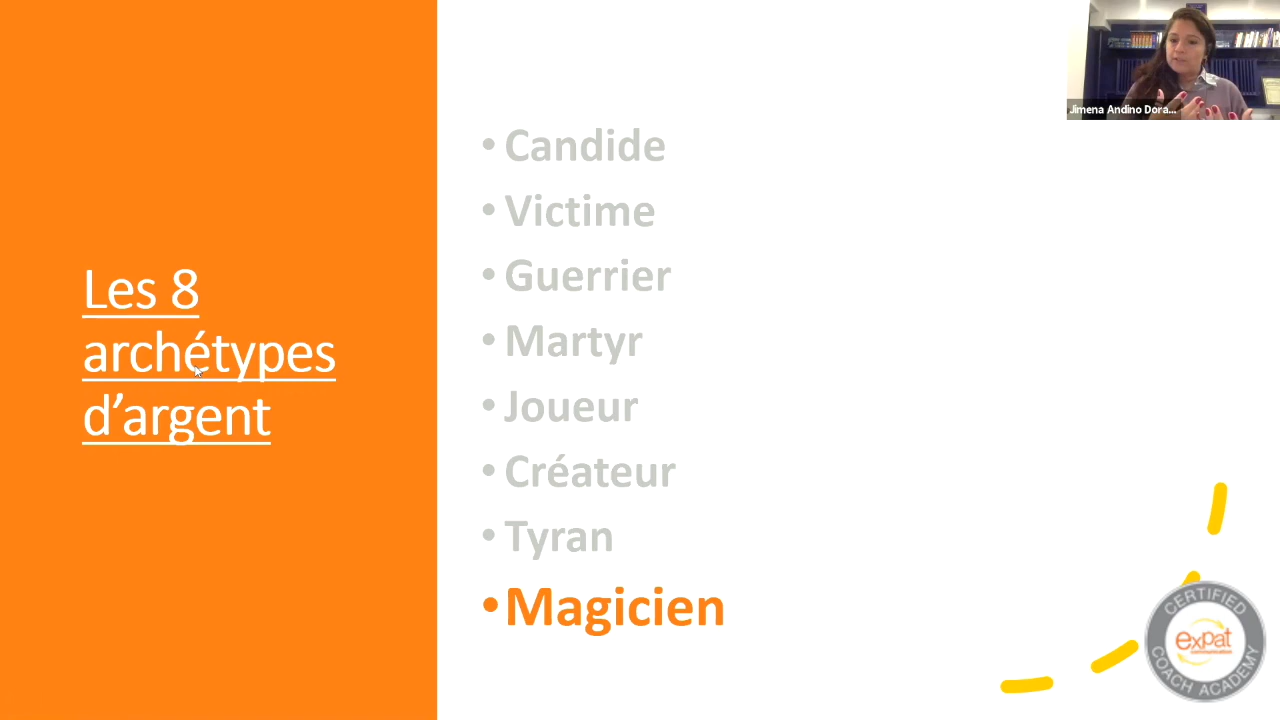 Jimena Andino Dora...
Les 8
archétypes
d’argent
• Candide
• Victime
• Guerrier
• Martyr
• Joueur
• Créateur
• Tyran
• Magicien
CERTIFIED
expat
communication
COACH ACADEMY